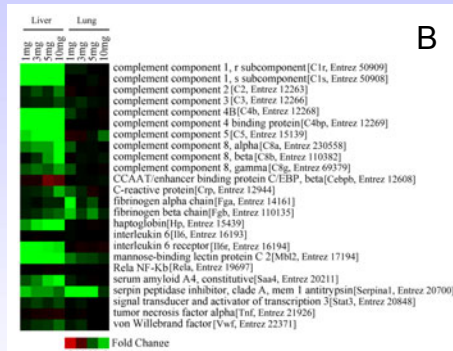 B
Liver Lung
1mg 3mg 5mg 10mg 1mg 3mg 5mg 10mg
complement component 1, r subcomponent[C1r, Entrez 50909]
complement component 1, s subcomponent[C1s, Entrez 50908]
complement component 2 [C2, Entrez 12263]
complement component 3 [C3, Entrez 12266]
complement component 4B[C4b, Entrez 12268]
complement component 4 binding protein[C4bp, Entrez 12269]
complement component 5 [C5, Entrez 15139]
complement component 8, alpha[C8a, Entrez 230558]
complement component 8, beta[C8b, Entrez 110382]
complement component 8, gamma[C8g, Entrez 69379]
CCAAT/enhancer binding protein C/EBP, beta[Cebpb, Entrez 12608]
C-reactive protein[Crp, Entrez 12944]
fibrinogen alpha chain[Fga, Entrez 14161]
fibrinogen beta chain[Fgb, Entrez 110135]
haptoglobin[Hp, Entrez 15439]
interleukin 6[Il6, Entrez 16193]
interleukin 6 receptor[Il6r, Entrez 16194]
mannose-binding lectin protein C 2[Mbl2, Entrez 17194]
Rela NF-Kb[Rela, Entrez 19697]
serum amyloid A4, constitutive[Saa4, Entrez 20211]
serpin peptidase inhibitor, clade A, mem 1 antitrypsin[Serpina1, Entrez 20700]
signal transducer and activator of transcription 3[Stat3, Entrez 20848]
tumor necrosis factor alpha[Tnf, Entrez 21926]
von Willebrand factor[Vwf, Entrez 22371]
Fold Change